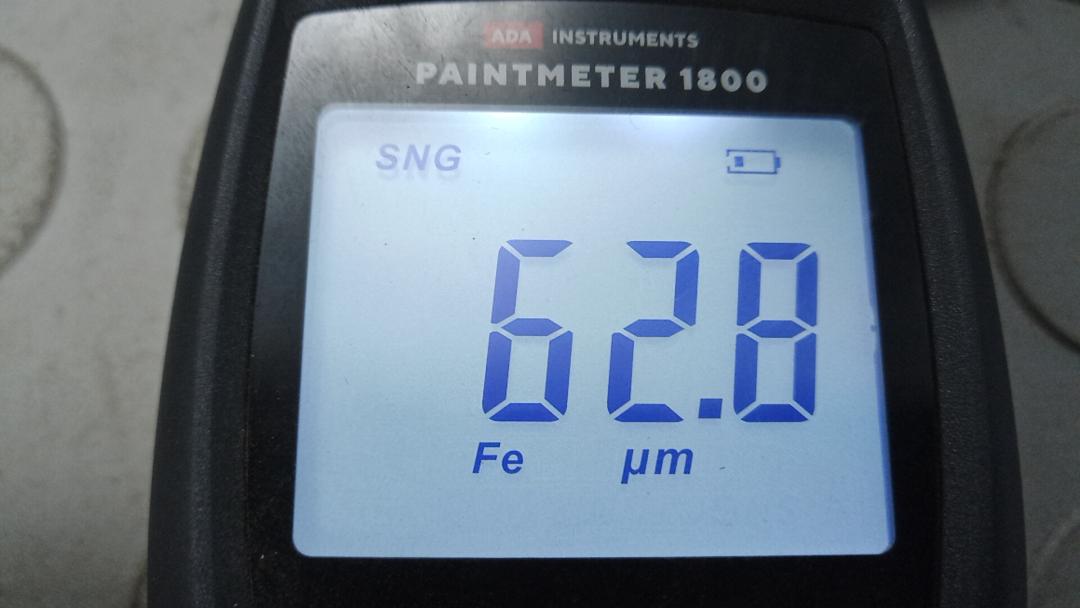 ADA INSTRUMENTS
PAINTMETER 1800
SNG
62.8
Fe µm